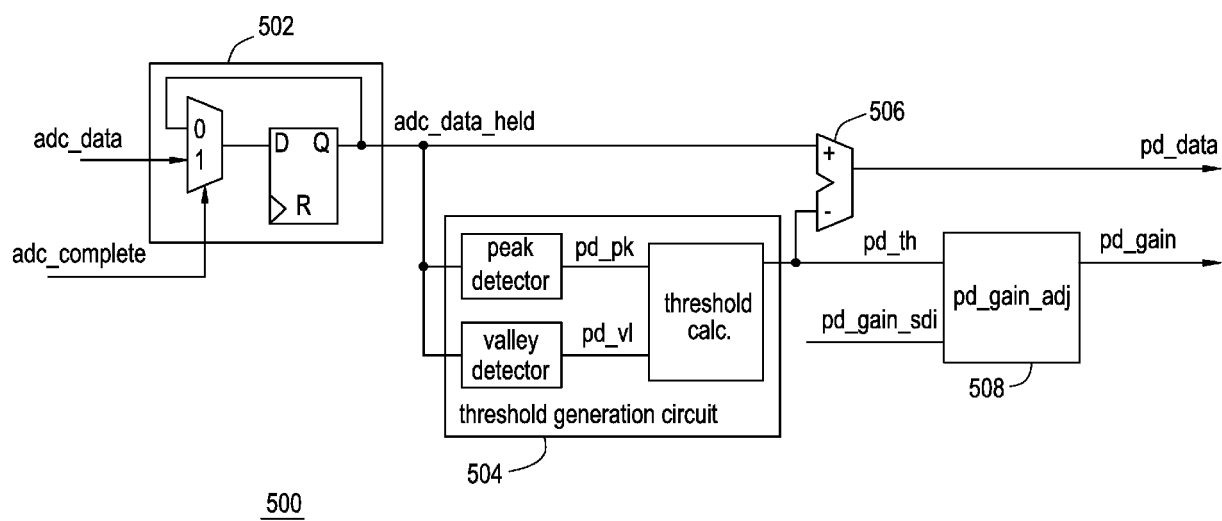 502
adc_data
0
1
D Q
R
adc_complete
adc_data_held
506
+
-
pd_data
peak
detector
pd_pk
valley
detector
pd_vl
threshold
calc.
threshold generation circuit
504
pd_th
pd_gain_sdi
pd_gain_adj
pd_gain
508
500